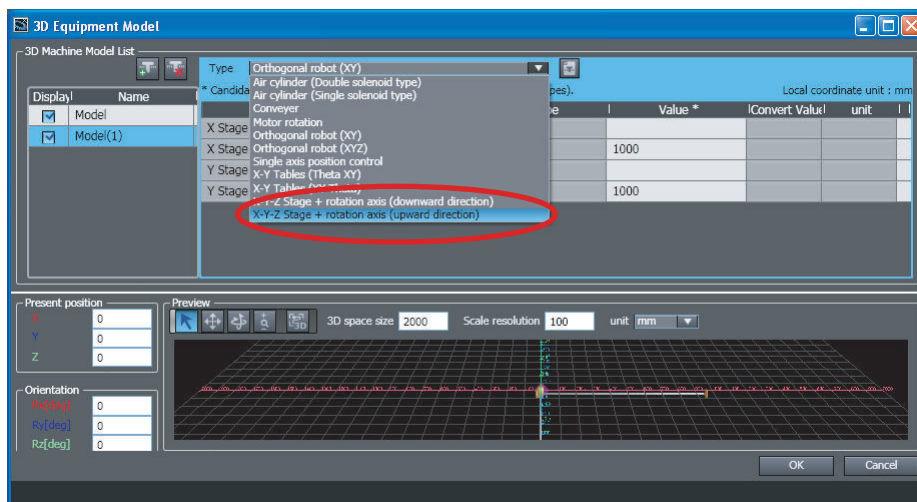 3D Equipment Model
3D Machine Model List
Type Orthogonal robot (XY)
Air cylinder (Double solenoid type)
* Candida pes). Local coordinate unit : mm
Air cylinder (Single solenoid type)
Display Name
Conveyer
Value * Convert Value unit
Model
Motor rotation
X Stage
Orthogonal robot (XY)
Model(1)
Orthogonal robot (XYZ)
X Stage 1000
Single axis position control
Y Stage
X-Y Tables (Theta XY)
Y Stage 1000
X-Y-Z Stage + rotation axis (downward direction)
X-Y-Z Stage + rotation axis (upward direction)
Present position
X 0
Y 0
Z 0
Preview
3D space size 2000 Scale resolution 100 unit mm
Orientation
Rx[deg] 0
Ry[deg] 0
Rz[deg] 0
OK Cancel